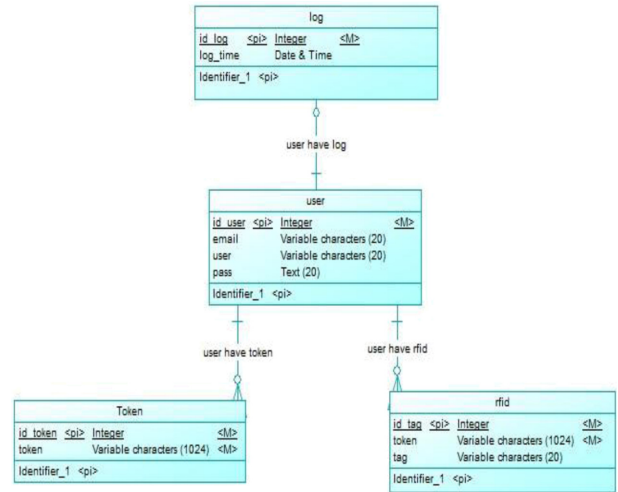 log
id_log <pi> Integer <M>
log_time Date & Time
Identifier_1 <pi>
user have log
user
id_user <pi> Integer <M>
email Variable characters (20)
user Variable characters (20)
pass Text (20)
Identifier_1 <pi>
user have token
user have rfid
Token
id_token <pi> Integer <M>
token Variable characters (1024) <M>
Identifier_1 <pi>
rfid
id_tag <pi> Integer <M>
token Variable characters (1024) <M>
tag Variable characters (20)
Identifier_1 <pi>